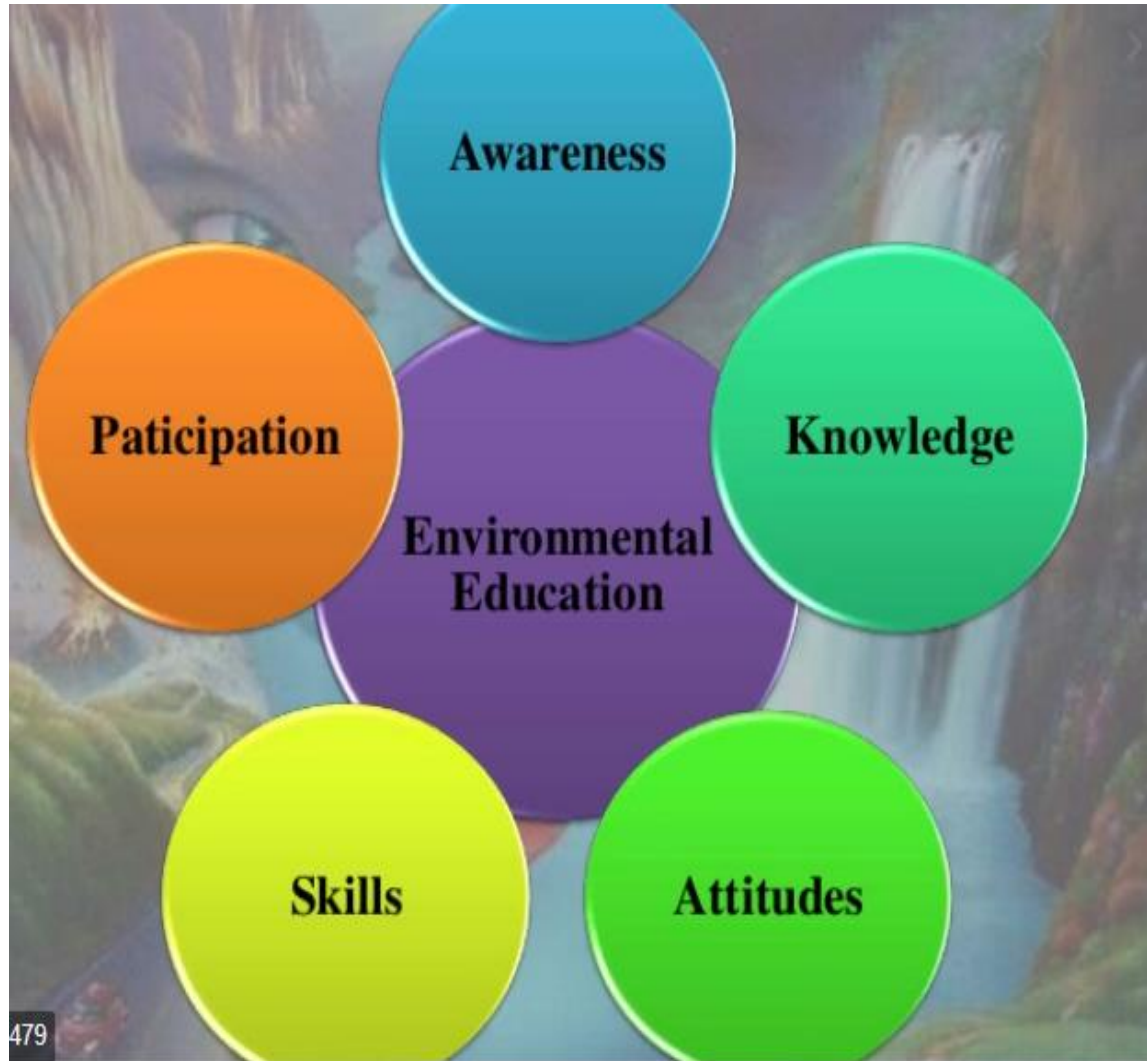 Awareness
Paticipation
Knowledge
Environmental
Education
Skills
Attitudes
479